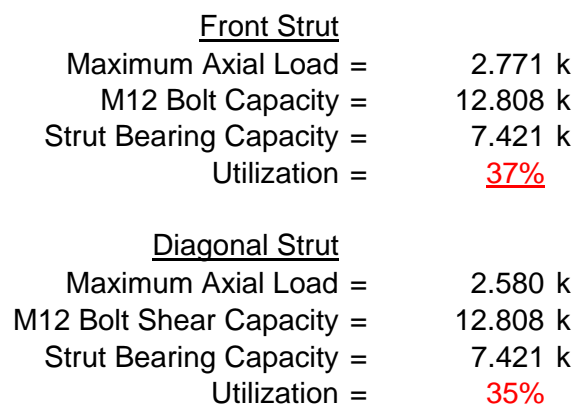 Front Strut
Maximum Axial Load = 2.771 k
M12 Bolt Capacity = 12.808 k
Strut Bearing Capacity = 7.421 k
Utilization = 37%
Diagonal Strut
Maximum Axial Load = 2.580 k
M12 Bolt Shear Capacity = 12.808 k
Strut Bearing Capacity = 7.421 k
Utilization = 35%